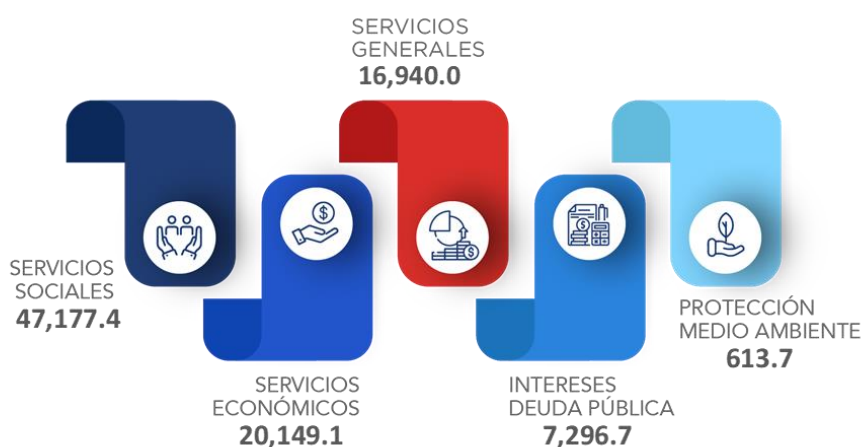 SERVICIOS
GENERALES
16,940.0
SERVICIOS
SOCIALES
47,177.4
SERVICIOS
ECONÓMICOS
20,149.1
INTERESES
DEUDA PÚBLICA
7,296.7
PROTECCIÓN
MEDIO AMBIENTE
613.7